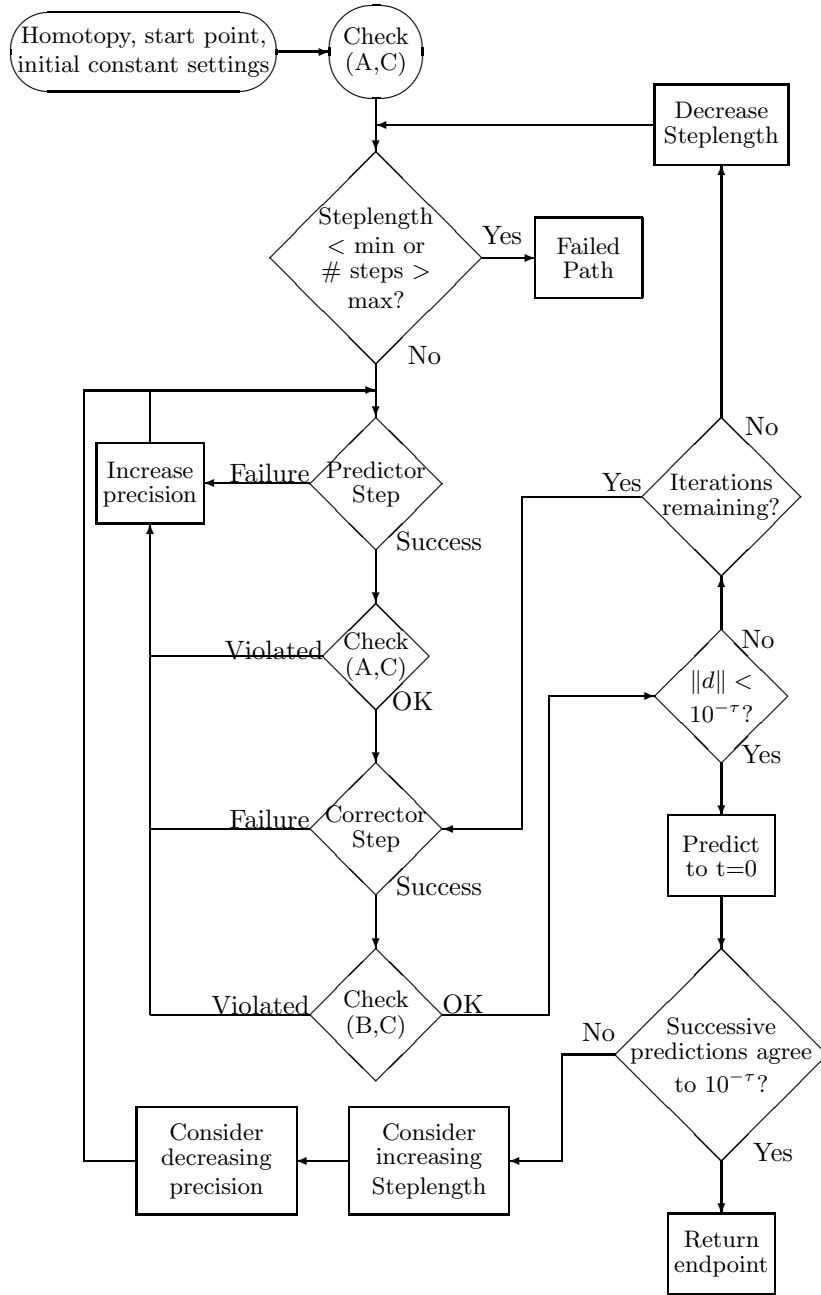 Homotopy, start point,
initial constant settings
Check
(A,C)
Decrease
Steplength
Steplength
< min or
# steps >
max?
Yes
Failed
Path
No
Increase
precision
Failure
Predictor
Step
Success
Yes
Iterations
remaining?
No
Violated
Check
(A,C)
OK
No
‖d‖ <
10^{−τ}?
Yes
Failure
Corrector
Step
Success
Predict
to t=0
Violated
Check
(B,C)
OK
No
Successive
predictions agree
to 10^{−τ}?
Yes
Consider
decreasing
precision
Consider
increasing
Steplength
Return
endpoint